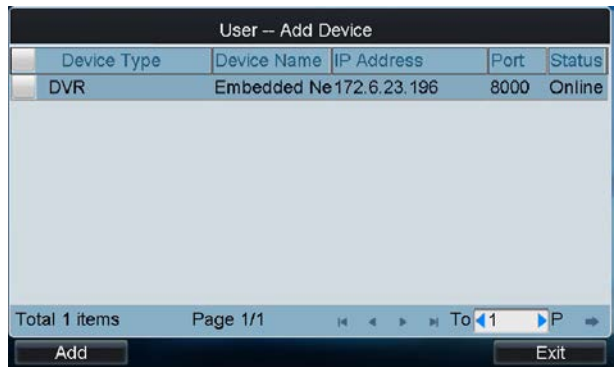 User -- Add Device
Device Type Device Name IP Address Port Status
DVR Embedded Ne 172.6.23.196 8000 Online
Total 1 items Page 1/1 To 1 P
Add Exit